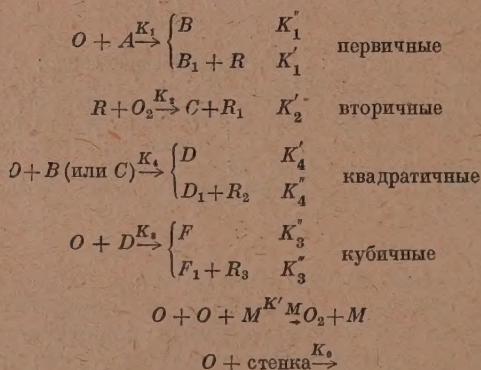 O + A →K₁ { B K₁″
B₁ + R K₁′ первичные
R + O₂ →K₂ C + R₁ K₂′ вторичные
O + B (или C) →K₄ { D K₄′
D₁ + R₂ K₄″ квадратичные
O + D →K₃ { F K₃″
F₁ + R₃ K₃″ кубичные
O + O + M →K′M O₂ + M
O + стенка →K₀